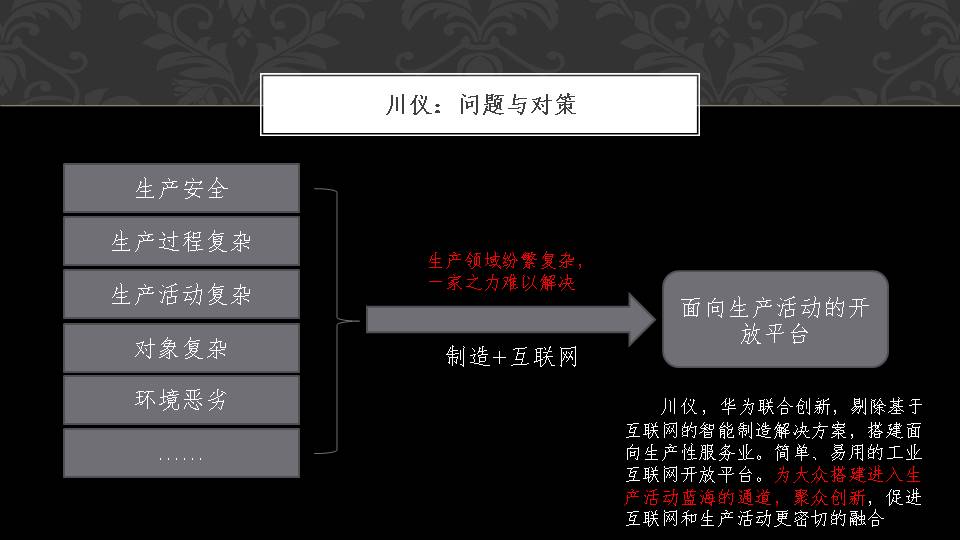 川仪：问题与对策
生产安全
生产过程复杂
生产活动复杂
对象复杂
环境恶劣
……
生产领域纷繁复杂，
一家之力难以解决
制造+互联网
面向生产活动的开
放平台
川仪，华为联合创新，剔除基于
互联网的智能制造解决方案，搭建面
向生产性服务业。简单、易用的工业
互联网开放平台。为大众搭建进入生
产活动蓝海的通道，聚众创新，促进
互联网和生产活动更密切的融合